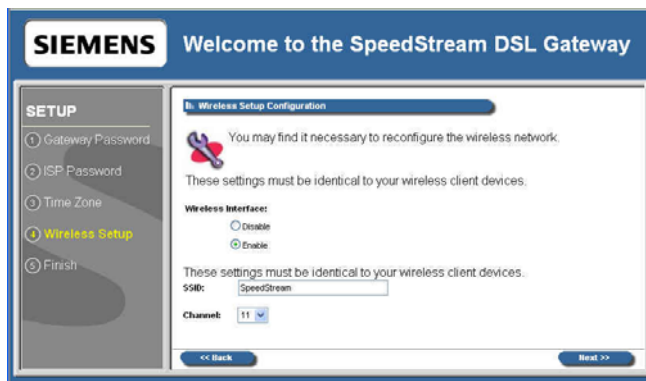 SIEMENS
Welcome to the SpeedStream DSL Gateway
SETUP
1 Gateway Password
2 ISP Password
3 Time Zone
4 Wireless Setup
5 Finish
Wireless Setup Configuration
You may find it necessary to reconfigure the wireless network.
These settings must be identical to your wireless client devices.
Wireless Interface:
Disable
Enable
These settings must be identical to your wireless client devices.
SSID: SpeedStream
Channel: 11
<< Back
Next >>